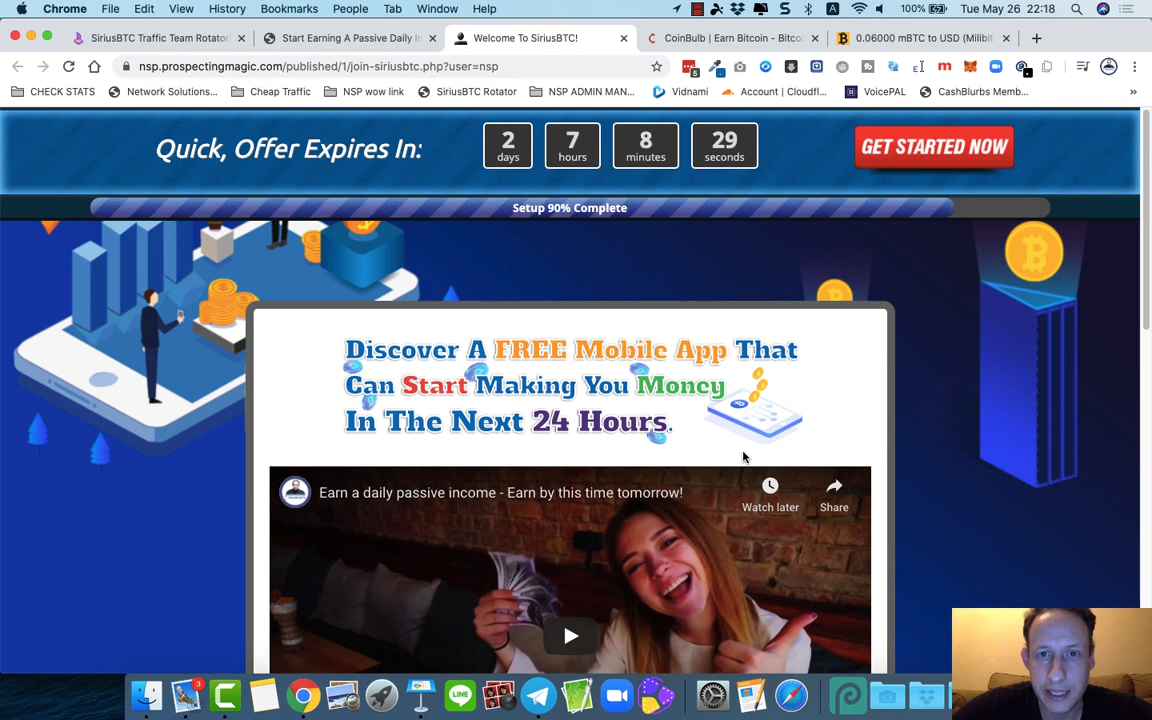 Chrome File Edit View History Bookmarks People Tab Window Help 100% Tue May 26 22:18
SiriusBTC Traffic Team Rotator Start Earning A Passive Daily In Welcome To SiriusBTC! CoinBulb | Earn Bitcoin - Bitcoi 0.06000 mBTC to USD (Milibit
nsp.prospectingmagic.com/published/1/join-siriusbtc.php?user=nsp
CHECK STATS Network Solutions... Cheap Traffic NSP wow link SiriusBTC Rotator NSP ADMIN MAN... Vidnami Account | Cloudfl... VoicePAL CashBlurbs Memb... »
Quick, Offer Expires In: 2 7 8 29 GET STARTED NOW
days hours minutes seconds
Setup 90% Complete
Discover A FREE Mobile App That
Can Start Making You Money
In The Next 24 Hours.
Earn a daily passive income - Earn by this time tomorrow!
Watch later Share